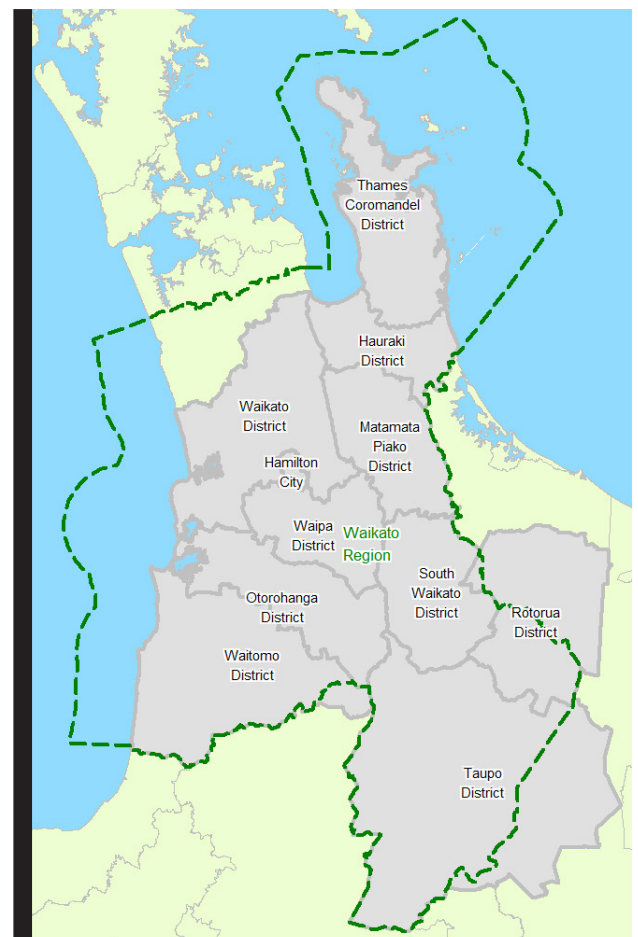 Thames
Coromandel
District
Hauraki
District
Waikato
District
Matamata
Piako
District
Hamilton
City
Waipa
District
Waikato
Region
South
Waikato
District
Otorohanga
District
Rõtorua
District
Waitomo
District
Taupo
District